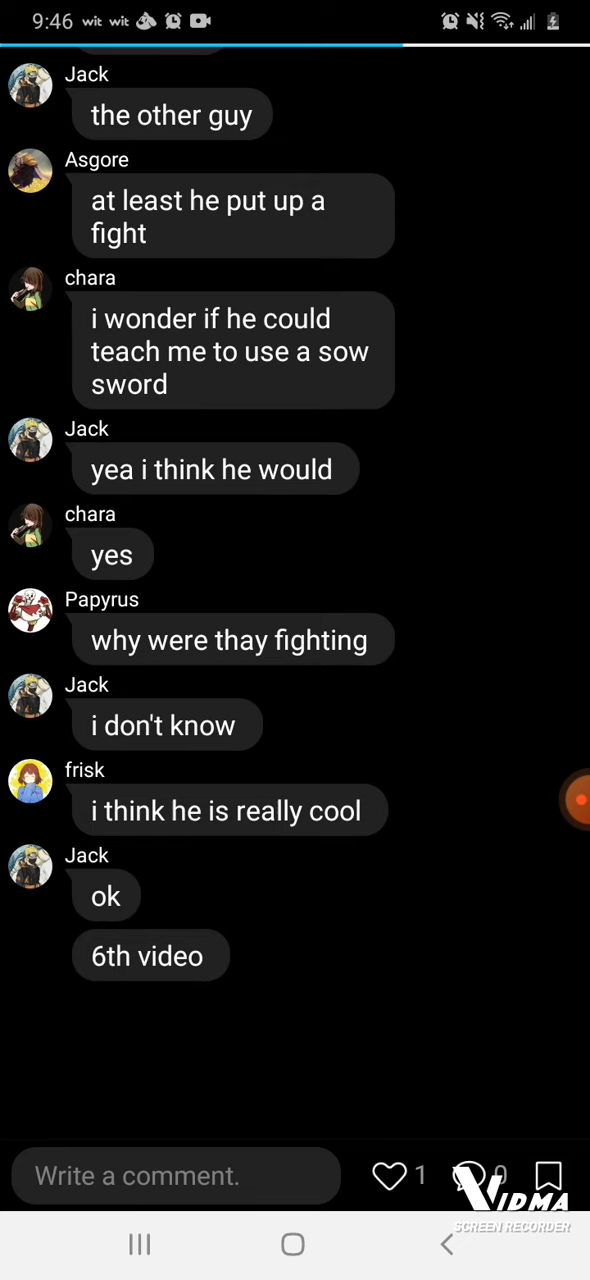 9:46 wit wit
Jack
the other guy
Asgore
at least he put up a
fight
chara
i wonder if he could
teach me to use a sow
sword
Jack
yea i think he would
chara
yes
Papyrus
why were thay fighting
Jack
i don't know
frisk
i think he is really cool
Jack
ok
6th video
Write a comment. 1 0
VIDMA
SCREEN RECORDER